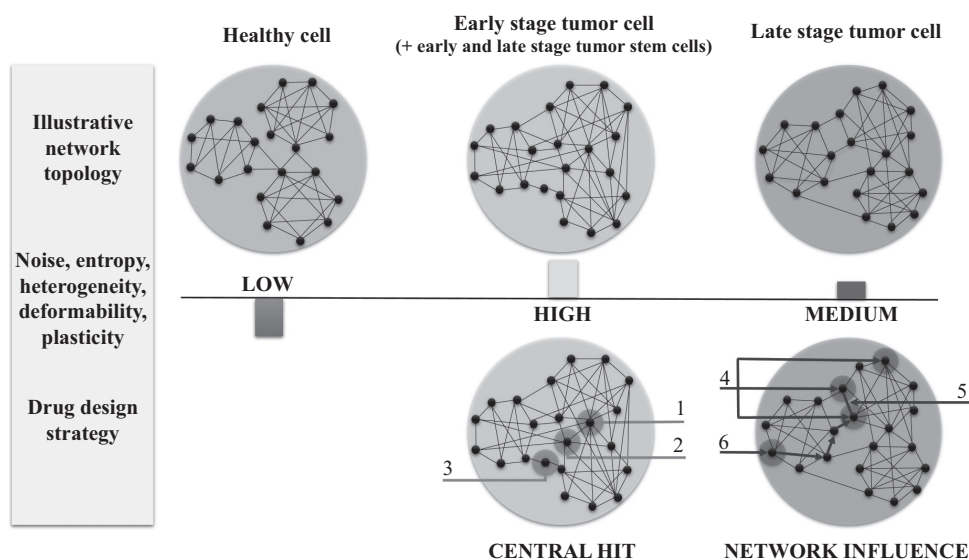 Healthy cell
Early stage tumor cell
(+ early and late stage tumor stem cells)
Late stage tumor cell
Illustrative
network
topology
Noise, entropy,
heterogeneity,
deformability,
plasticity
LOW
HIGH
MEDIUM
Drug design
strategy
1
2
3
4
5
6
CENTRAL HIT
NETWORK INFLUENCE